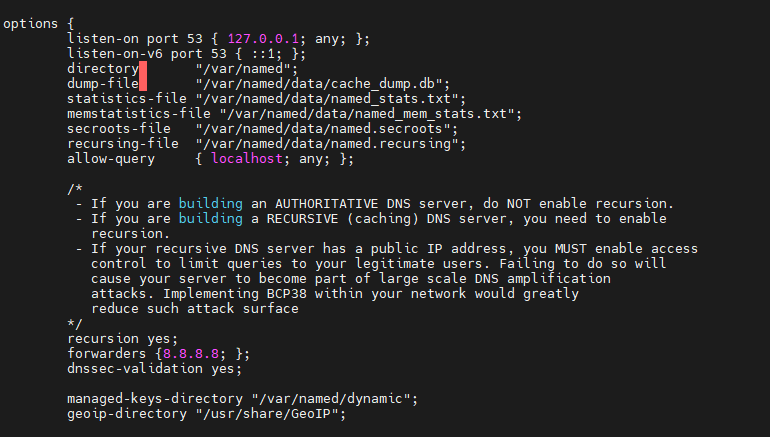 options {
        listen-on port 53 { 127.0.0.1; any; };
        listen-on-v6 port 53 { ::1; };
        directory       "/var/named";
        dump-file       "/var/named/data/cache_dump.db";
        statistics-file "/var/named/data/named_stats.txt";
        memstatistics-file "/var/named/data/named_mem_stats.txt";
        secroots-file   "/var/named/data/named.secroots";
        recursing-file  "/var/named/data/named.recursing";
        allow-query     { localhost; any; };

        /*
         - If you are building an AUTHORITATIVE DNS server, do NOT enable recursion.
         - If you are building a RECURSIVE (caching) DNS server, you need to enable
           recursion.
         - If your recursive DNS server has a public IP address, you MUST enable access
           control to limit queries to your legitimate users. Failing to do so will
           cause your server to become part of large scale DNS amplification
           attacks. Implementing BCP38 within your network would greatly
           reduce such attack surface
        */
        recursion yes;
        forwarders {8.8.8.8; };
        dnssec-validation yes;

        managed-keys-directory "/var/named/dynamic";
        geoip-directory "/usr/share/GeoIP";